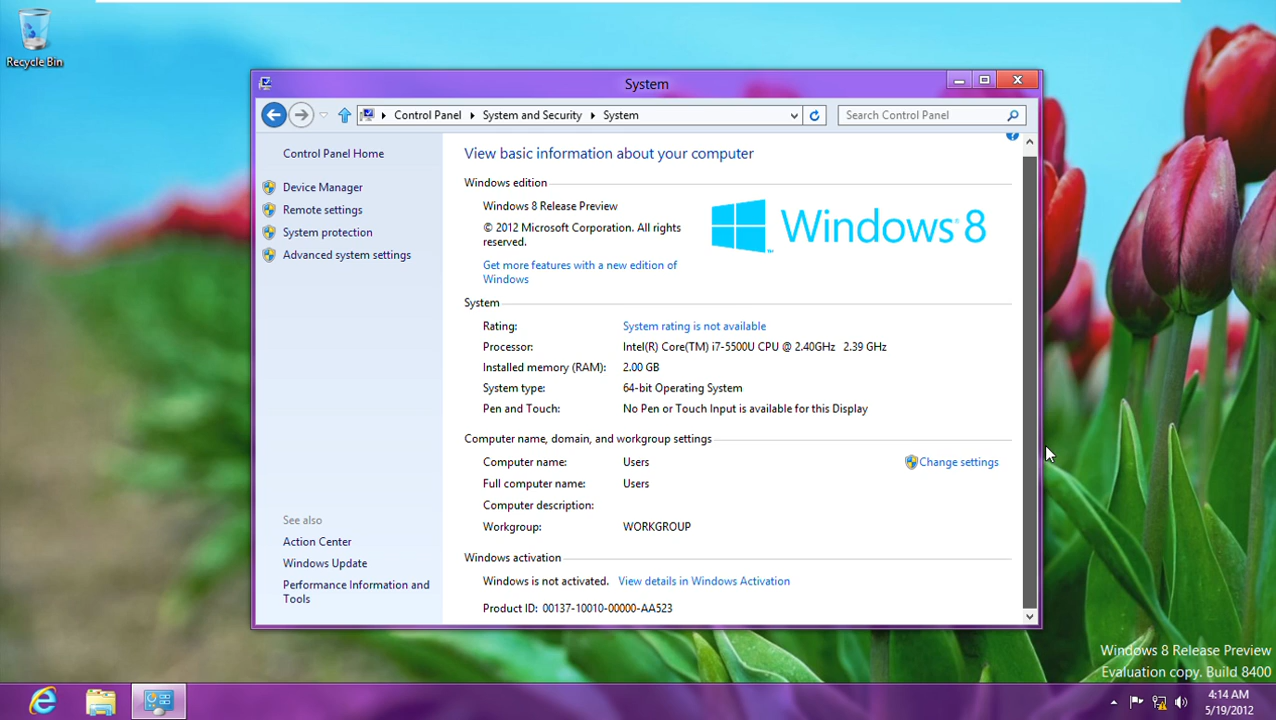 Recycle Bin
System
Control Panel ▸ System and Security ▸ System
Search Control Panel
Control Panel Home
Device Manager
Remote settings
System protection
Advanced system settings
See also
Action Center
Windows Update
Performance Information and
Tools
View basic information about your computer
Windows edition
Windows 8 Release Preview
© 2012 Microsoft Corporation. All rights
reserved.
Get more features with a new edition of
Windows
Windows® 8
System
Rating: System rating is not available
Processor: Intel(R) Core(TM) i7-5500U CPU @ 2.40GHz 2.39 GHz
Installed memory (RAM): 2.00 GB
System type: 64-bit Operating System
Pen and Touch: No Pen or Touch Input is available for this Display
Computer name, domain, and workgroup settings
Computer name: Users
Change settings
Full computer name: Users
Computer description:
Workgroup: WORKGROUP
Windows activation
Windows is not activated. View details in Windows Activation
Product ID: 00137-10010-00000-AA523
Windows 8 Release Preview
Evaluation copy. Build 8400
4:14 AM
5/19/2012